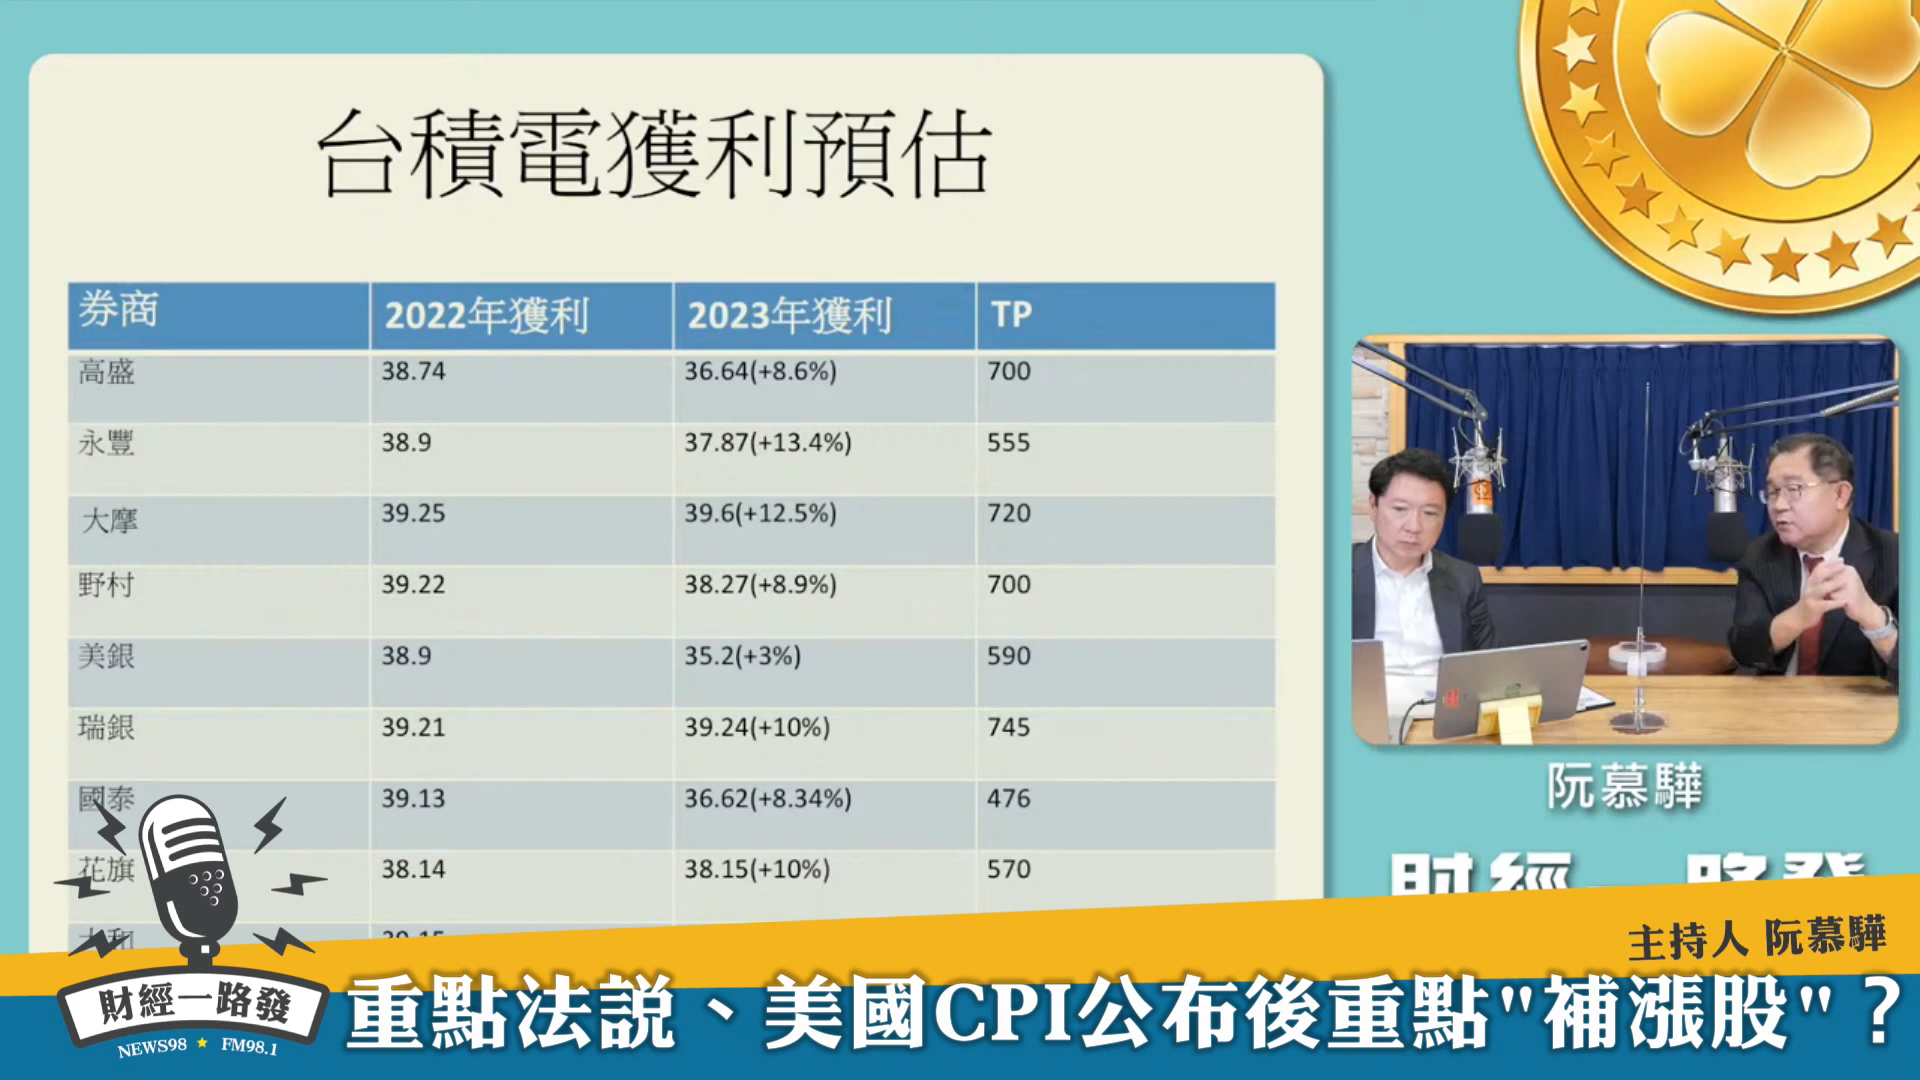 台積電獲利預估
券商 2022年獲利 2023年獲利 TP
高盛 38.74 36.64(+8.6%) 700
永豐 38.9 37.87(+13.4%) 555
大摩 39.25 39.6(+12.5%) 720
野村 39.22 38.27(+8.9%) 700
美銀 38.9 35.2(+3%) 590
瑞銀 39.21 39.24(+10%) 745
國泰 39.13 36.62(+8.34%) 476
花旗 38.14 38.15(+10%) 570
阮慕驊
財經一路發
主持人 阮慕驊
財經一路發
NEWS98 ★ FM98.1
重點法説、美國CPI公布後重點"補漲股"？